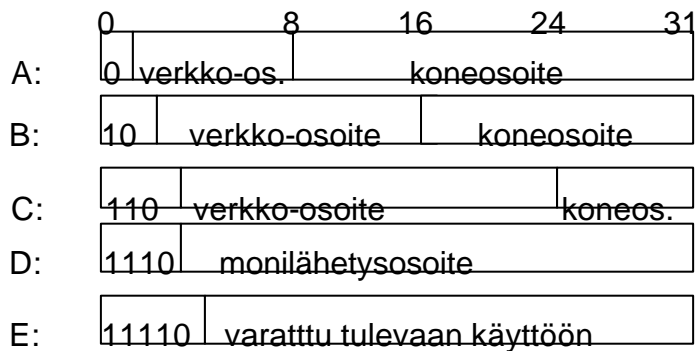 0 8 16 24 31
A: 0 verkko-os. koneosoite
B: 10 verkko-osoite koneosoite
C: 110 verkko-osoite koneos.
D: 1110 monilähetysosoite
E: 11110 varatttu tulevaan käyttöön